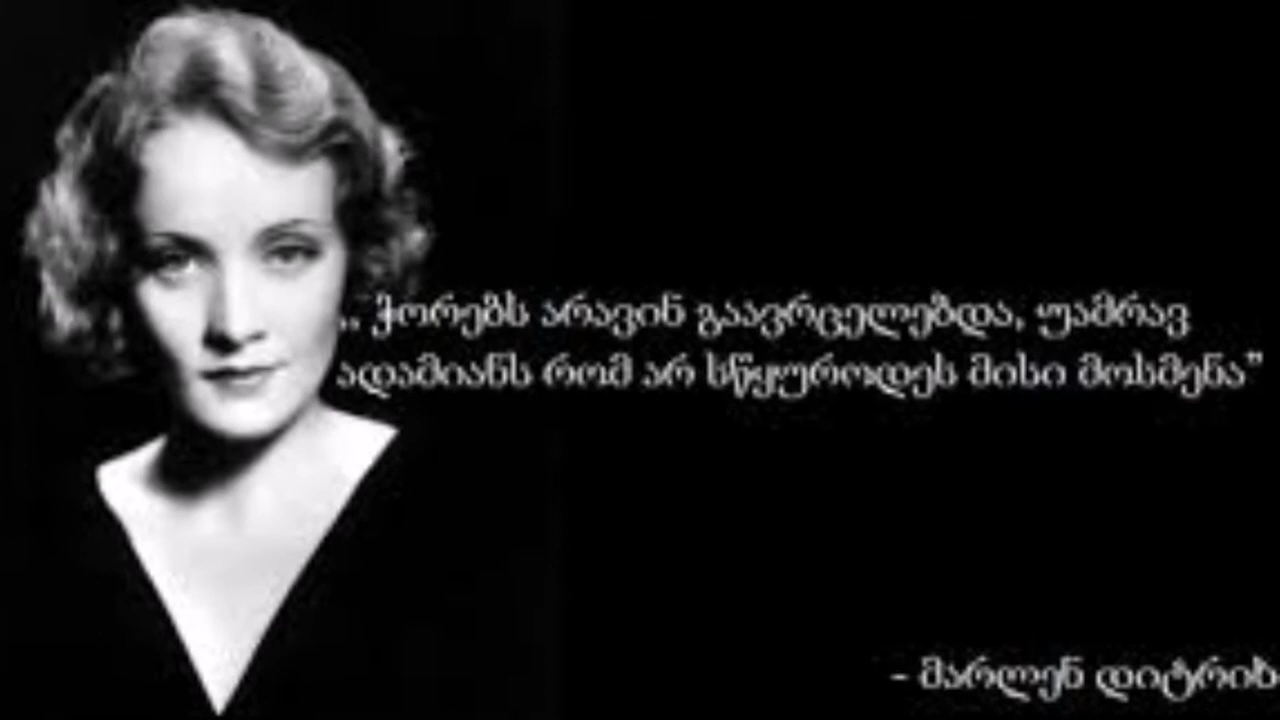 ,, ჭორებს არავინ გაავრცელებდა, უამრავ
ადამიანს რომ არ სწყუროდეს მისი მოსმენა"
- მარლენ დიტრიხ